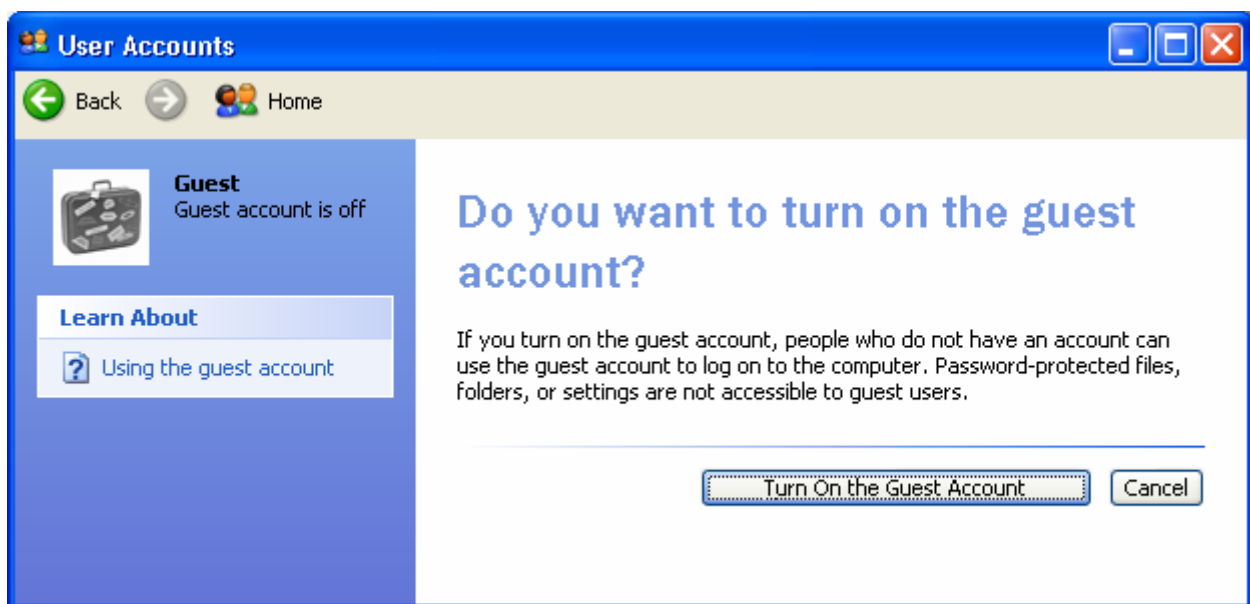 User Accounts
Back Home
Guest
Guest account is off
Learn About
Using the guest account
Do you want to turn on the guest
account?
If you turn on the guest account, people who do not have an account can
use the guest account to log on to the computer. Password-protected files,
folders, or settings are not accessible to guest users.
Turn On the Guest Account Cancel